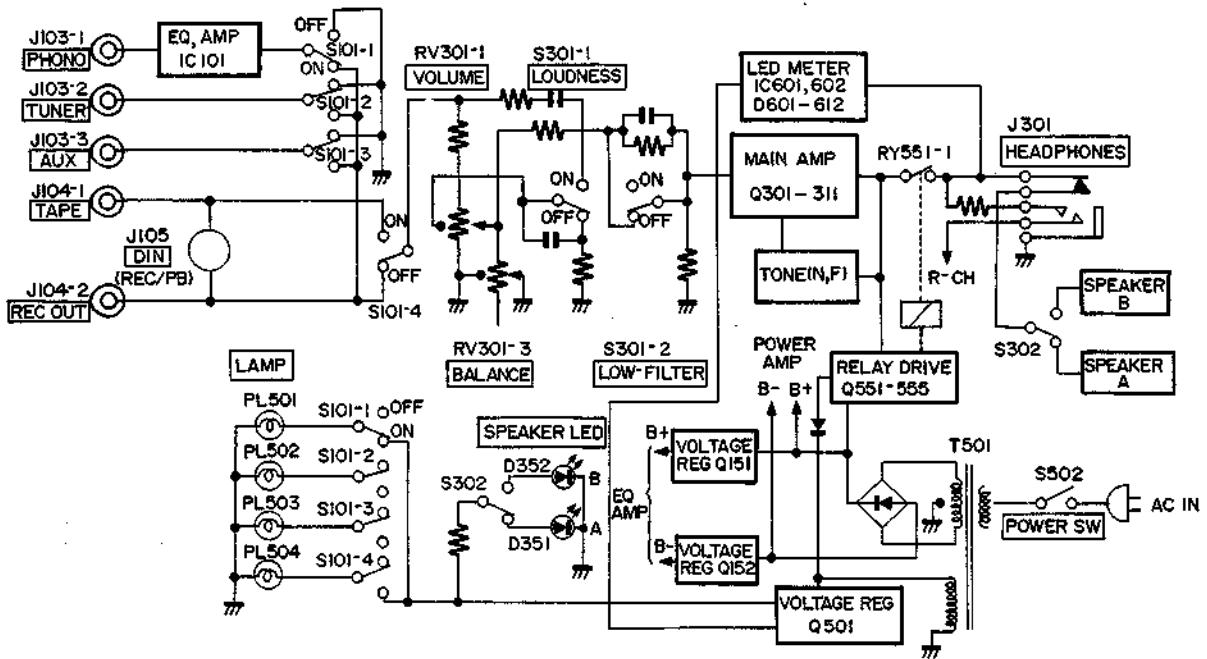 J103-1
PHONO
EQ, AMP
IC101
OFF
S101-1
ON
J103-2
TUNER
S101-2
J103-3
AUX
S101-3
J104-1
TAPE
J105
DIN
(REC/PB)
ON
OFF
S101-4
J104-2
REC OUT
RV301-1
VOLUME
S301-1
LOUDNESS
ON
OFF
ON
OFF
RV301-3
BALANCE
S301-2
LOW-FILTER
LED METER
IC601, 602
D601-612
MAIN AMP
Q301-311
TONE(N,F)
RY551-1
J301
HEADPHONES
R-CH
SPEAKER
B
S302
SPEAKER
A
RELAY DRIVE
Q551-555
POWER
AMP
B-
B+
LAMP
PL501
S101-1
OFF
ON
PL502
S101-2
PL503
S101-3
PL504
S101-4
SPEAKER LED
S302
D352
B
D351
A
EQ
AMP
B+
VOLTAGE
REG Q151
B-
VOLTAGE
REG Q152
VOLTAGE REG
Q501
T501
S502
POWER SW
AC IN